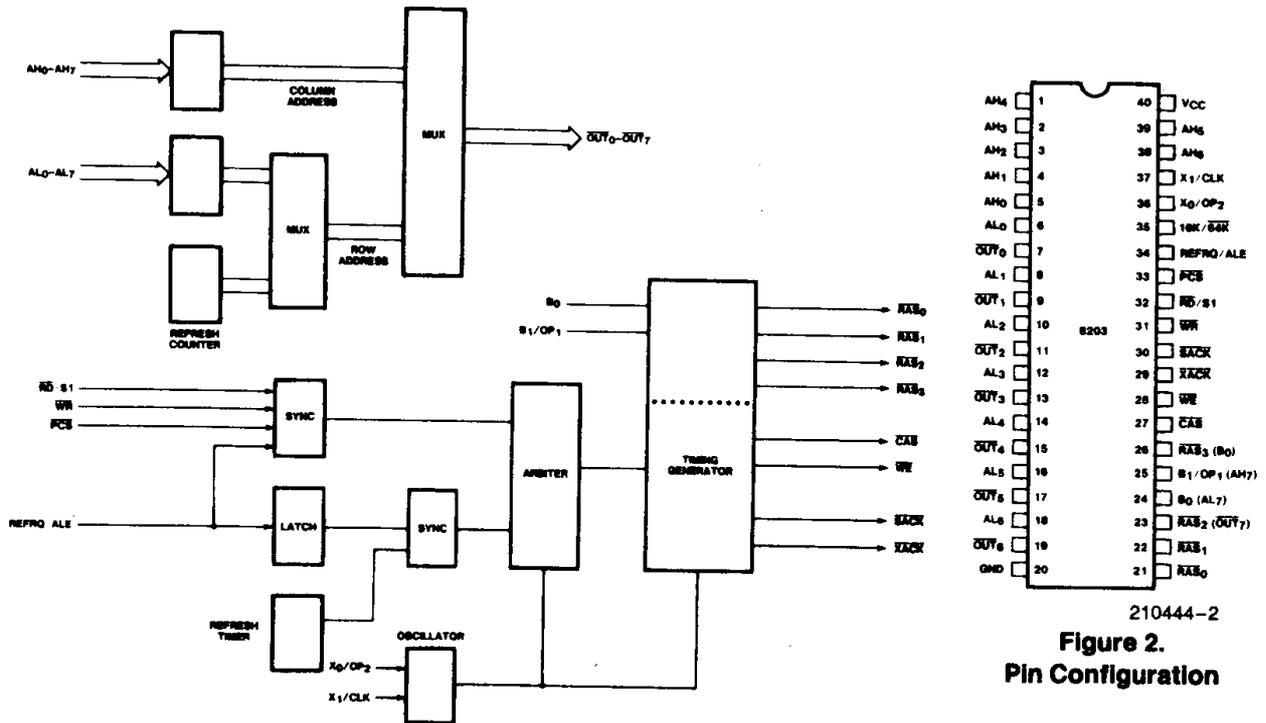 AH0-AH7
COLUMN
ADDRESS
MUX
OUT0-OUT7
AL0-AL7
MUX
ROW
ADDRESS
REFRESH
COUNTER
B0
B1/OP1
RAS0
RAS1
RAS2
RAS3
RD S1
WR
PCS
SYNC
ARBITER
TIMING
GENERATOR
CAS
WE
SACK
XACK
REFRQ ALE
LATCH
SYNC
REFRESH
TIMER
OSCILLATOR
X0/OP2
X1/CLK
AH4 1 40 VCC
AH3 2 39 AH5
AH2 3 38 AH6
AH1 4 37 X1/CLK
AH0 5 36 X0/OP2
AL0 6 35 16K/64K
OUT0 7 34 REFRQ/ALE
AL1 8 33 PCS
OUT1 9 32 RD/S1
AL2 10 8203 31 WR
OUT2 11 30 SACK
AL3 12 29 XACK
OUT3 13 28 WE
AL4 14 27 CAS
OUT4 15 26 RAS3 (B0)
AL5 16 25 B1/OP1 (AH7)
OUT5 17 24 B0 (AL7)
AL6 18 23 RAS2 (OUT7)
OUT6 19 22 RAS1
GND 20 21 RAS0
210444-2
Figure 2.
Pin Configuration